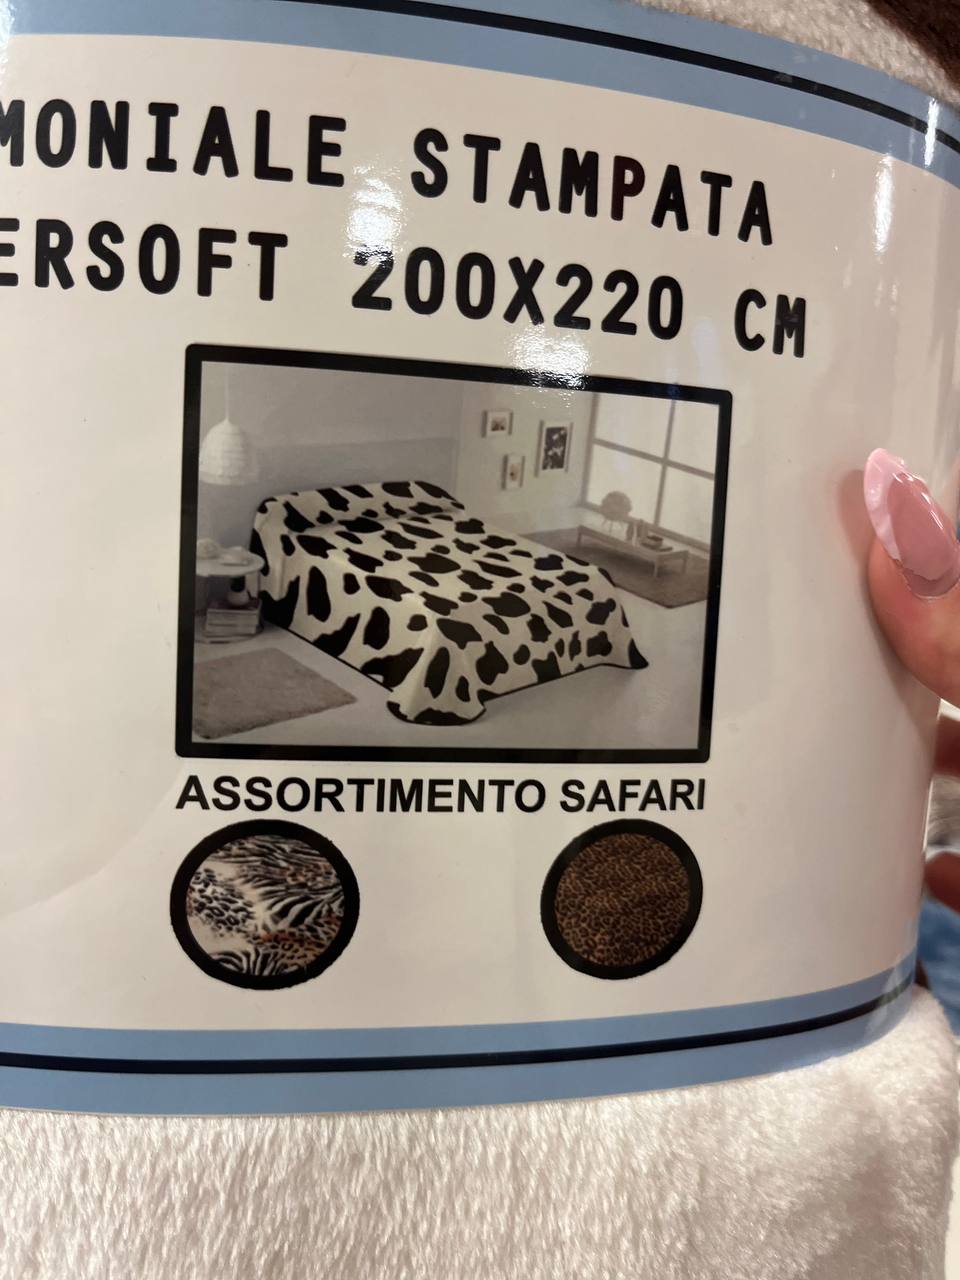 MONIALE STAMPATA
ERSOFT 200X220 CM
ASSORTIMENTO SAFARI